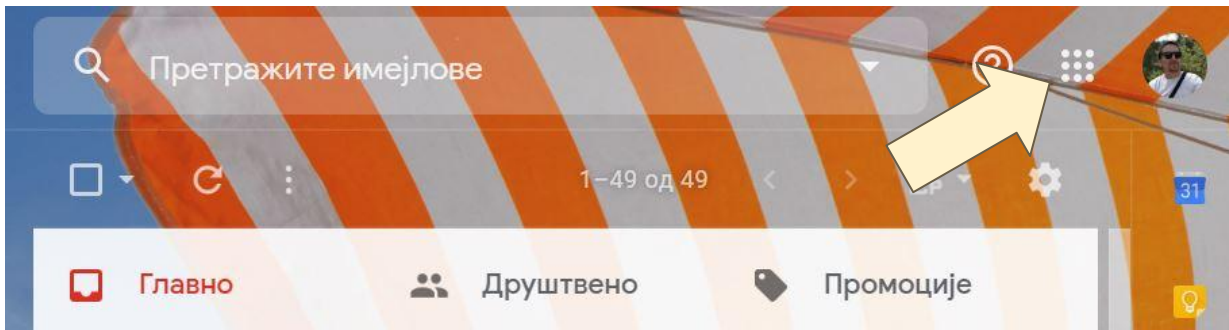 Претражите имејлове
1–49 од 49
31
Главно
Друштвено
Промоције